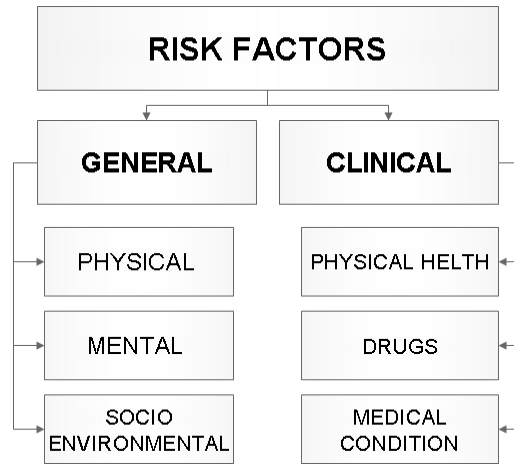 RISK FACTORS
GENERAL
CLINICAL
PHYSICAL
PHYSICAL HELTH
MENTAL
DRUGS
SOCIO
ENVIRONMENTAL
MEDICAL
CONDITION